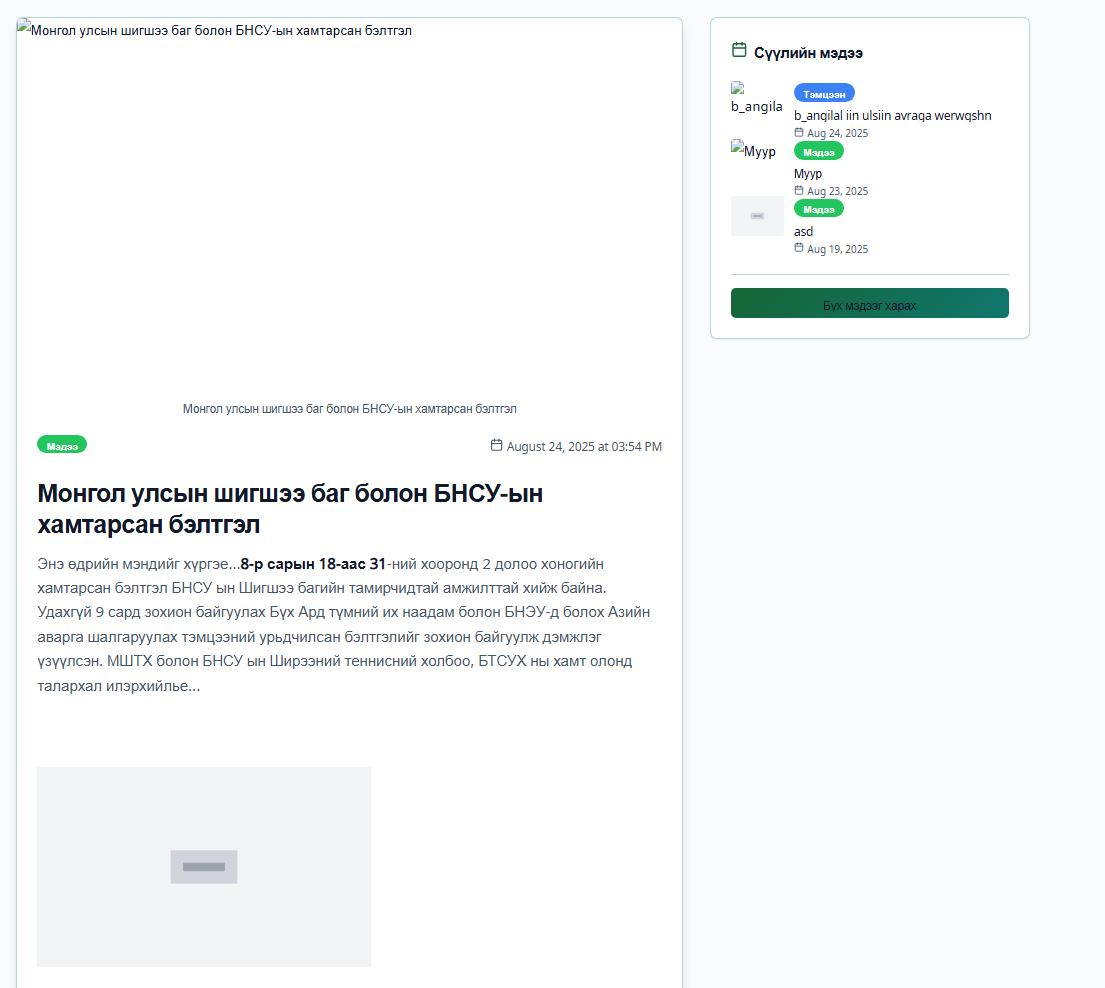 Монгол улсын шигшээ баг болон БНСУ-ын хамтарсан бэлтгэл
Монгол улсын шигшээ баг болон БНСУ-ын хамтарсан бэлтгэл
Мэдээ
August 24, 2025 at 03:54 PM
Монгол улсын шигшээ баг болон БНСУ-ын
хамтарсан бэлтгэл
Энэ өдрийн мэндийг хүргэе...8-р сарын 18-аас 31-ний хооронд 2 долоо хоногийн
хамтарсан бэлтгэл БНСУ ын Шигшээ багийн тамирчидтай амжилттай хийж байна.
Удахгүй 9 сард зохион байгуулах Бүх Ард түмний их наадам болон БНЭУ-д болох Азийн
аварга шалгаруулах тэмцээний урьдчилсан бэлтгэлийг зохион байгуулж дэмжлэг
үзүүлсэн. МШТХ болон БНСУ ын Ширээний теннисний холбоо, БТСУХ ны хамт олонд
талархал илэрхийлье...
Сүүлийн мэдээ
b_angila
Тэмцээн
b_angilal iin ulsiin avraga werwgshn
Aug 24, 2025
Муур
Мэдээ
Муур
Aug 23, 2025
Мэдээ
asd
Aug 19, 2025
Бүх мэдээг харах